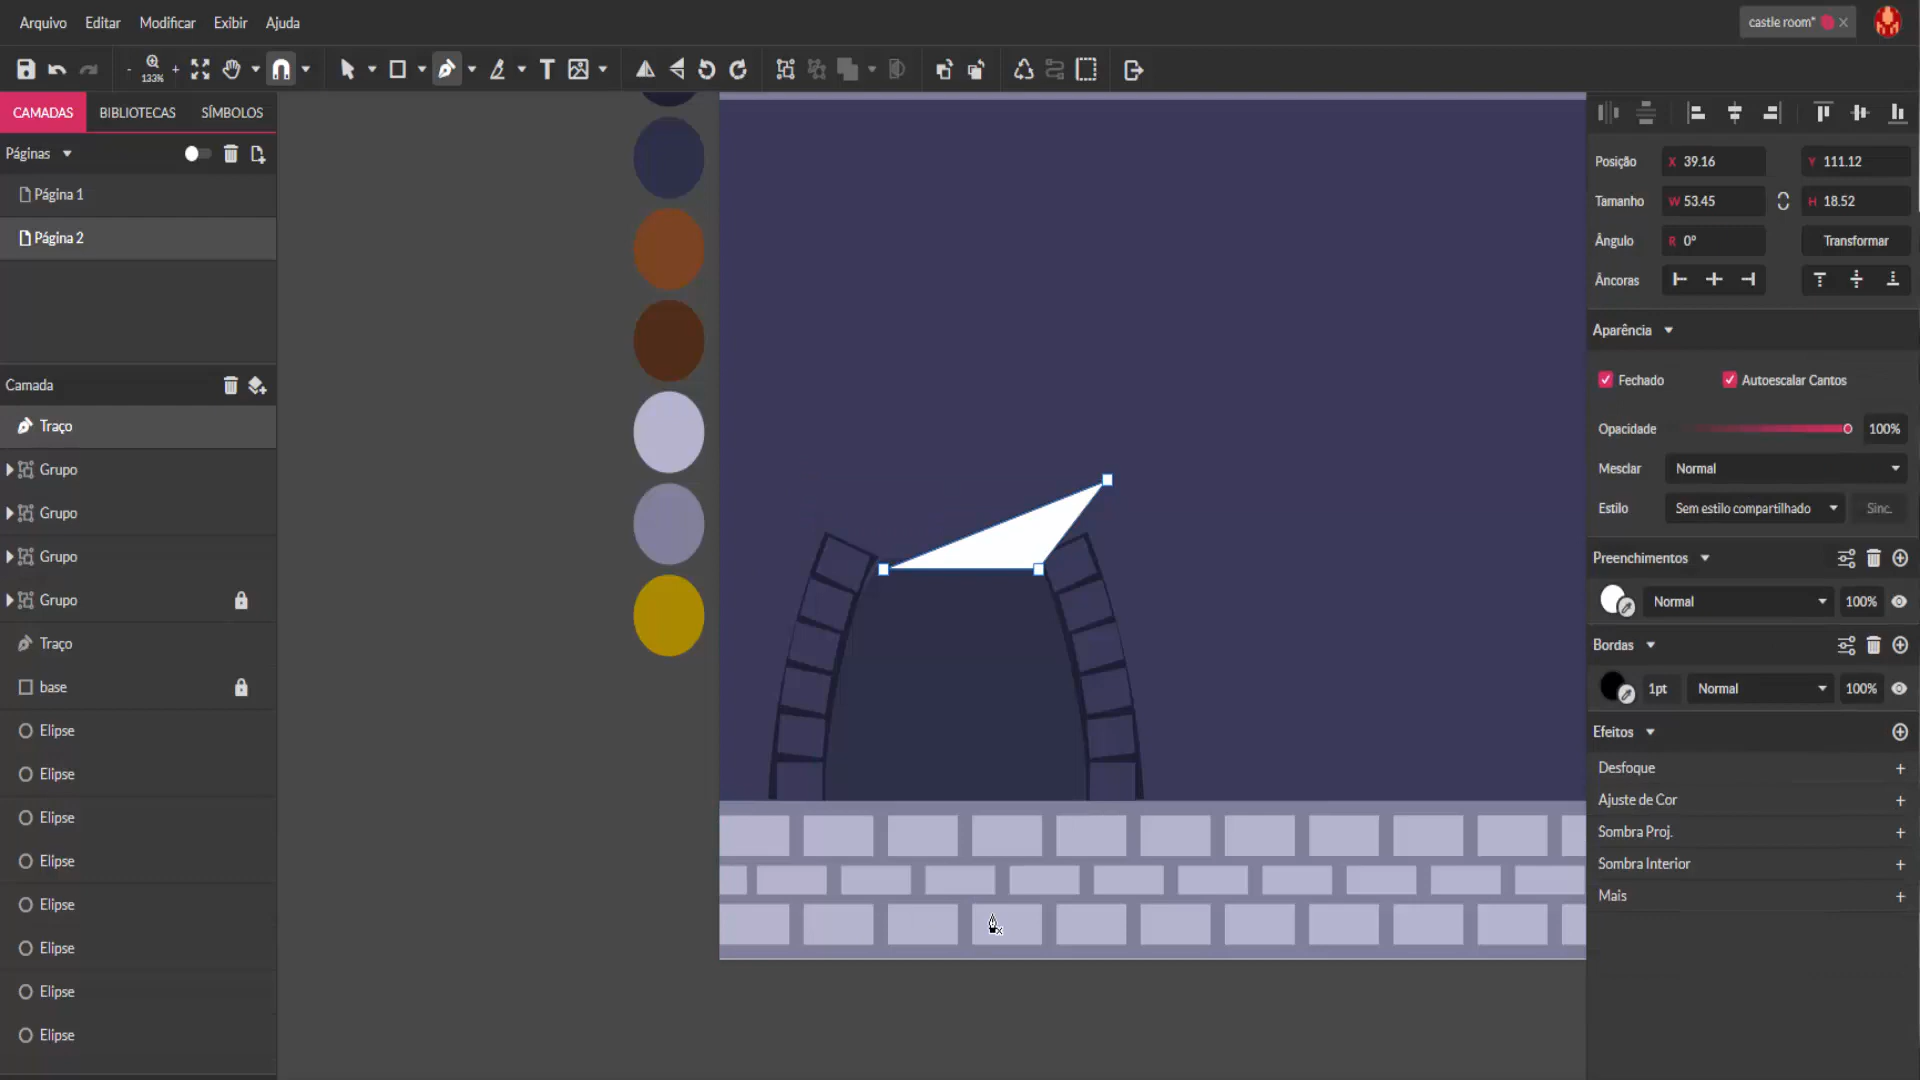 Arquivo Editar Modificar Exibir Ajuda
castle room*
- 133% +
T
CAMADAS BIBLIOTECAS SÍMBOLOS
Páginas
Página 1
Página 2
Camada
Traço
Grupo
Grupo
Grupo
Grupo
Traço
base
Elipse
Elipse
Elipse
Elipse
Elipse
Elipse
Elipse
Elipse
Posição X 39.16 Y 111.12
Tamanho W 53.45 H 18.52
Ângulo R 0° Transformar
Âncoras
Aparência
Fechado Autoescalar Cantos
Opacidade 100%
Mesclar Normal
Estilo Sem estilo compartilhado Sinc.
Preenchimentos
Normal 100%
Bordas
1pt Normal 100%
Efeitos
Desfoque +
Ajuste de Cor +
Sombra Proj. +
Sombra Interior +
Mais +